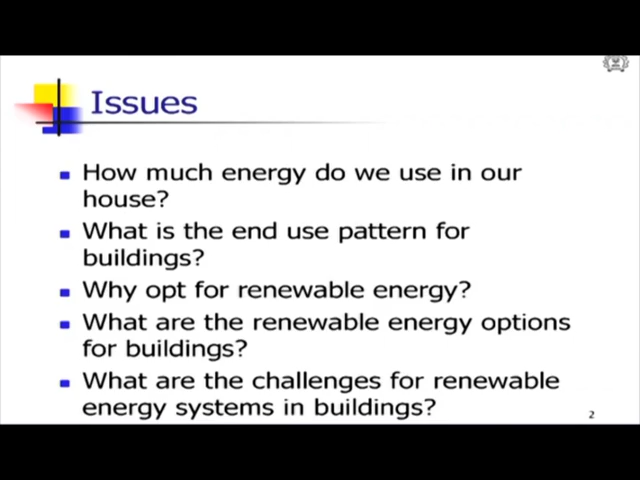 Issues
How much energy do we use in our
house?
What is the end use pattern for
buildings?
Why opt for renewable energy?
What are the renewable energy options
for buildings?
What are the challenges for renewable
energy systems in buildings?
2